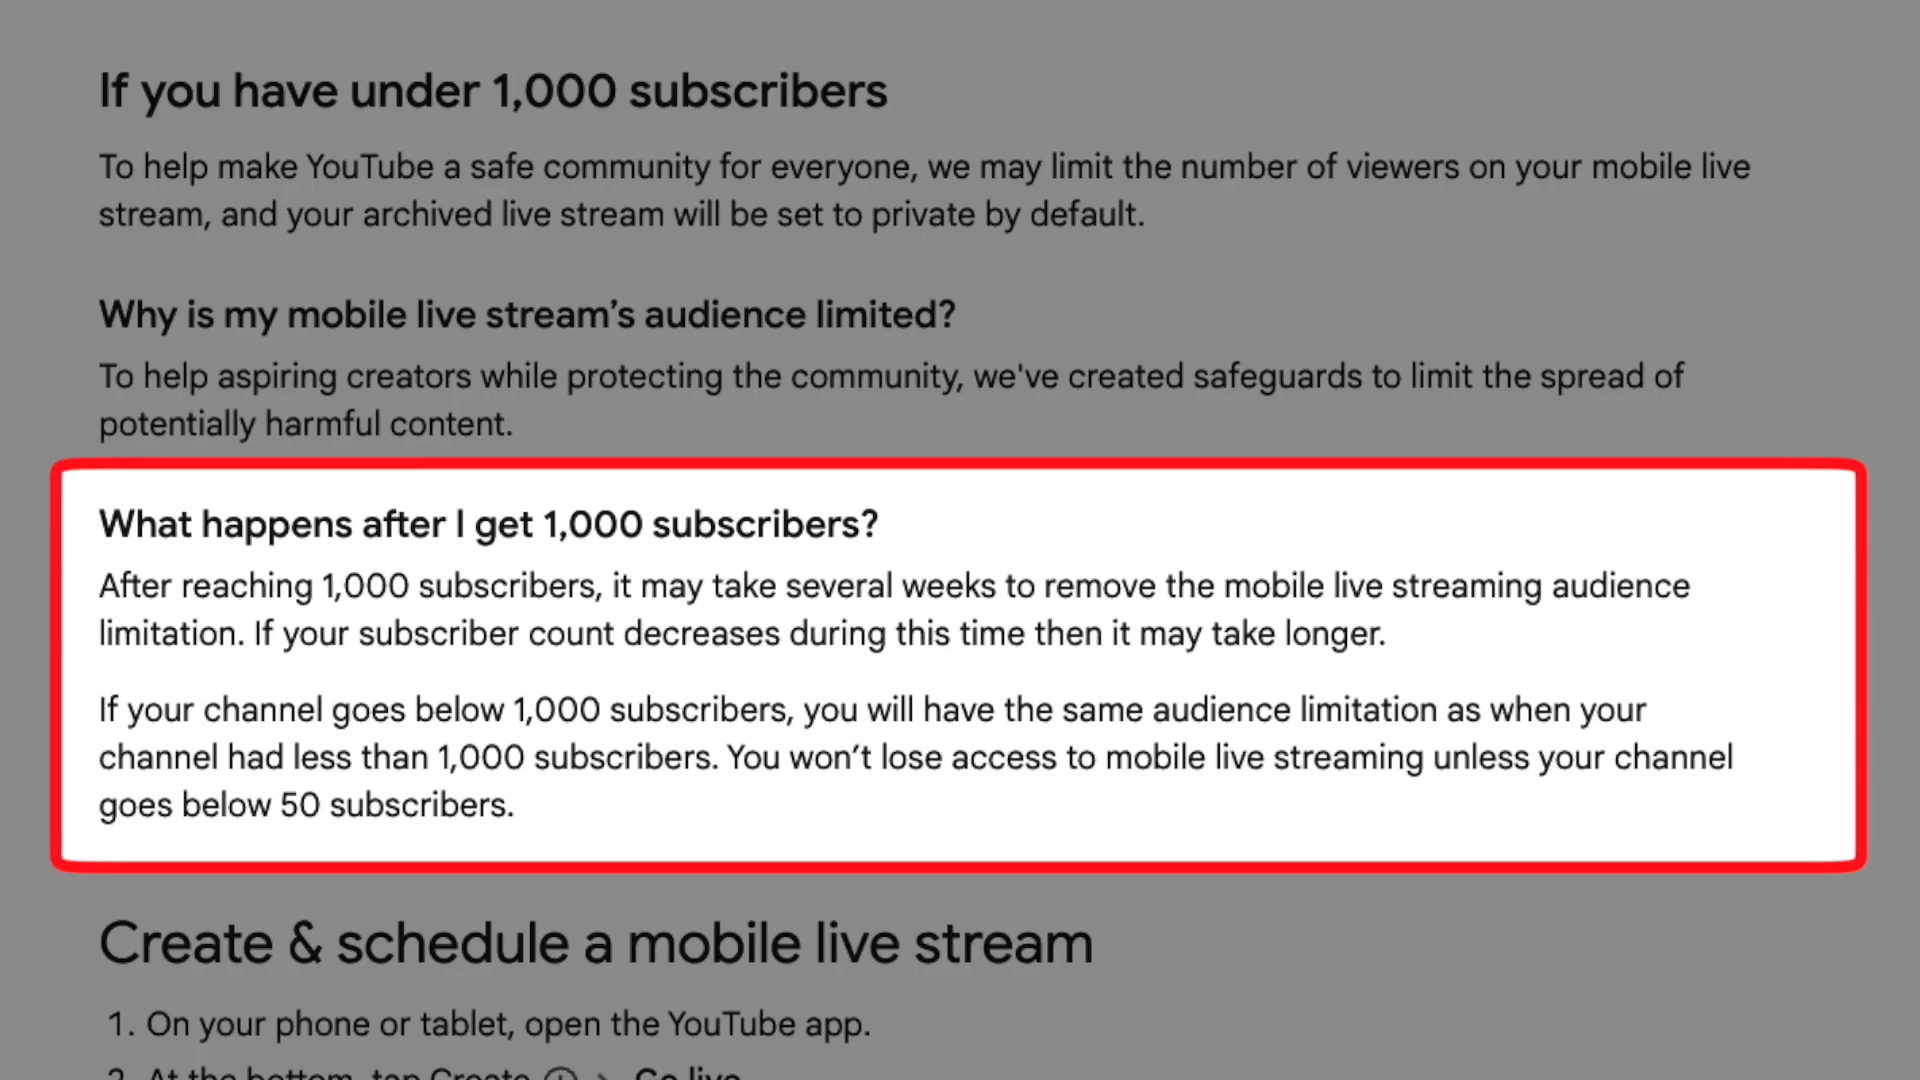 If you have under 1,000 subscribers
To help make YouTube a safe community for everyone, we may limit the number of viewers on your mobile live
stream, and your archived live stream will be set to private by default.
Why is my mobile live stream’s audience limited?
To help aspiring creators while protecting the community, we've created safeguards to limit the spread of
potentially harmful content.
What happens after I get 1,000 subscribers?
After reaching 1,000 subscribers, it may take several weeks to remove the mobile live streaming audience
limitation. If your subscriber count decreases during this time then it may take longer.
If your channel goes below 1,000 subscribers, you will have the same audience limitation as when your
channel had less than 1,000 subscribers. You won’t lose access to mobile live streaming unless your channel
goes below 50 subscribers.
Create & schedule a mobile live stream
1. On your phone or tablet, open the YouTube app.
2. At the bottom, tap Create > Go live